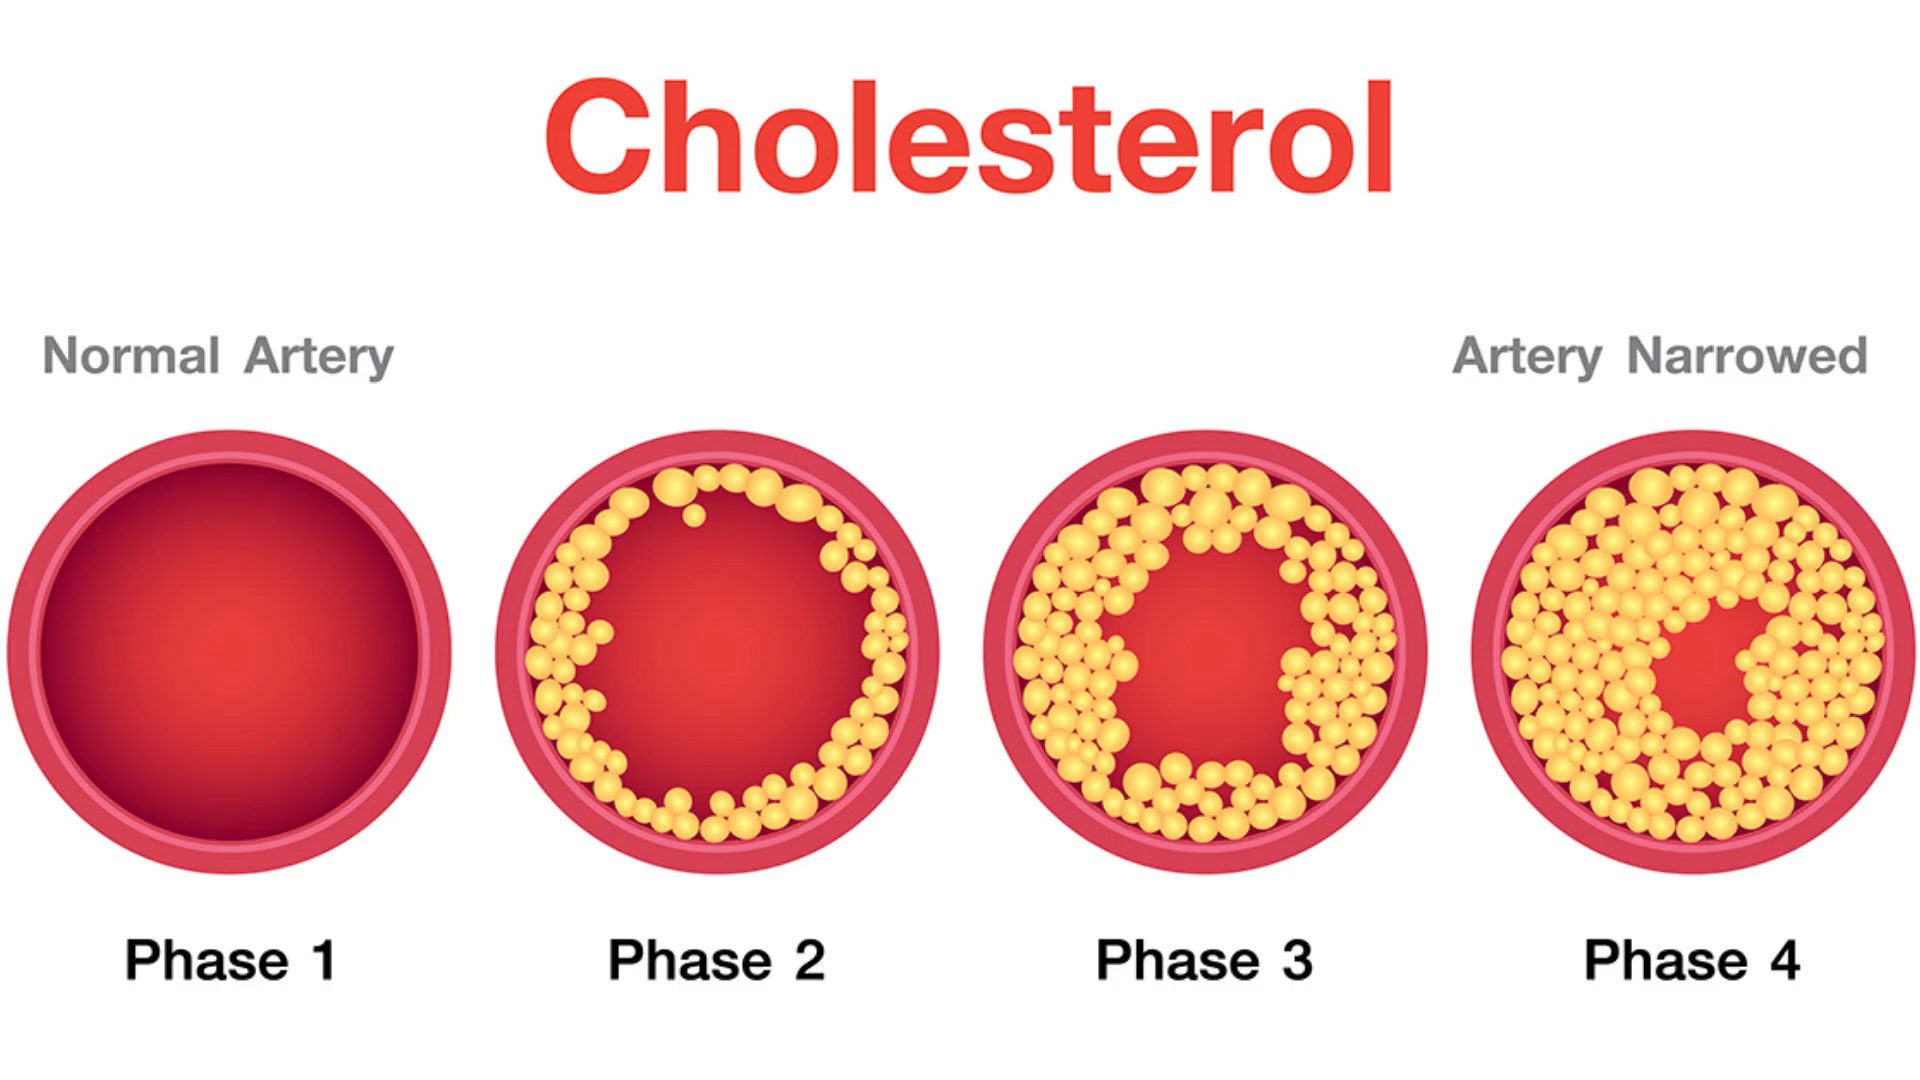 Cholesterol
Normal Artery
Artery Narrowed
Phase 1
Phase 2
Phase 3
Phase 4